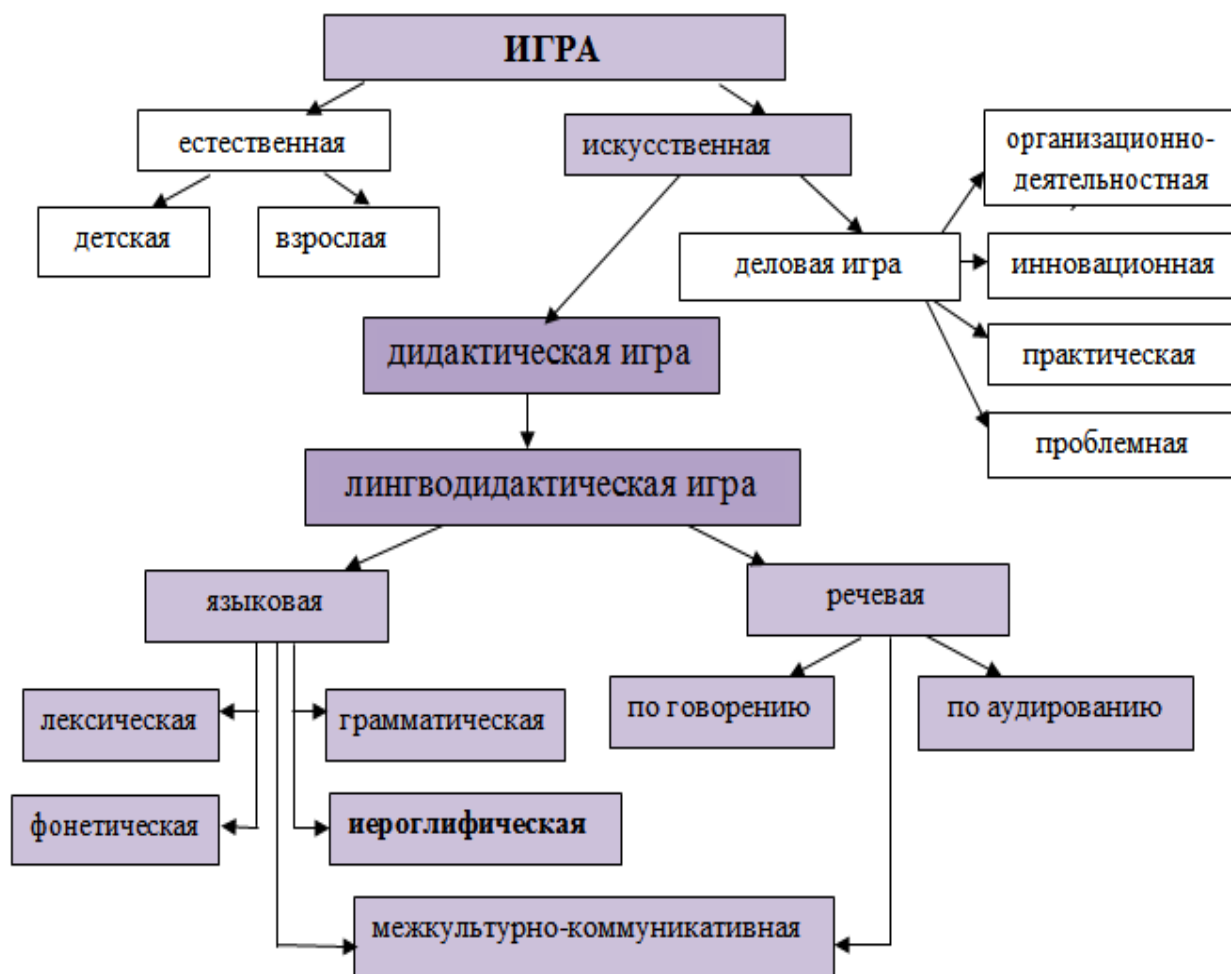 ИГРА
естественная
искусственная
организационно-
деятельностная
детская
взрослая
деловая игра
инновационная
дидактическая игра
практическая
проблемная
лингводидактическая игра
языковая
речевая
лексическая
грамматическая
по говорению
по аудированию
фонетическая
иероглифическая
межкультурно-коммуникативная